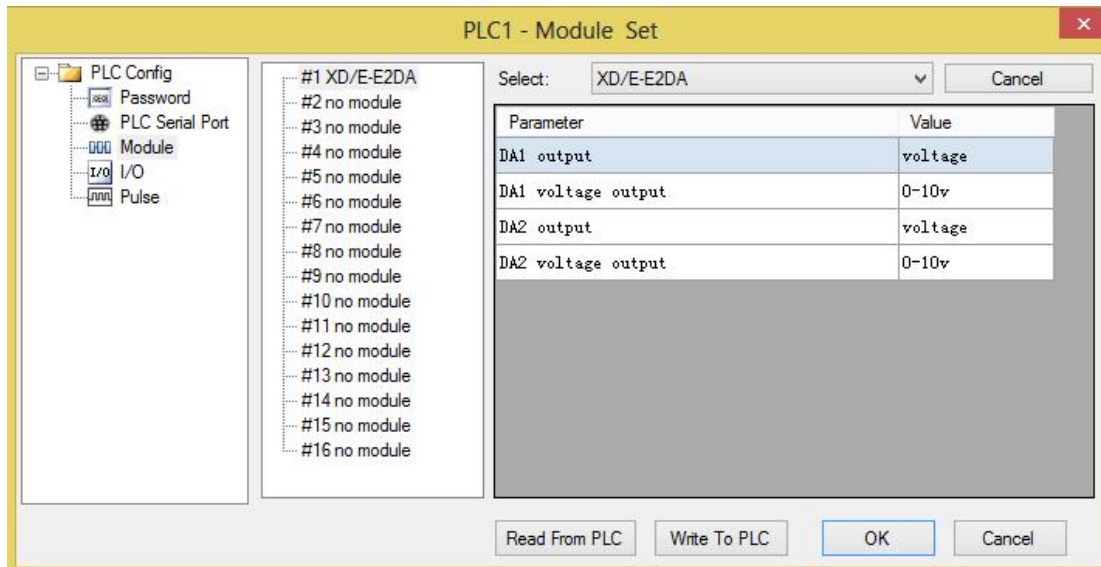 PLC1 - Module Set
PLC Config
Password
PLC Serial Port
Module
I/O
Pulse
#1 XD/E-E2DA
#2 no module
#3 no module
#4 no module
#5 no module
#6 no module
#7 no module
#8 no module
#9 no module
#10 no module
#11 no module
#12 no module
#13 no module
#14 no module
#15 no module
#16 no module
Select: XD/E-E2DA Cancel
Parameter Value
DA1 output voltage
DA1 voltage output 0-10v
DA2 output voltage
DA2 voltage output 0-10v
Read From PLC Write To PLC OK Cancel